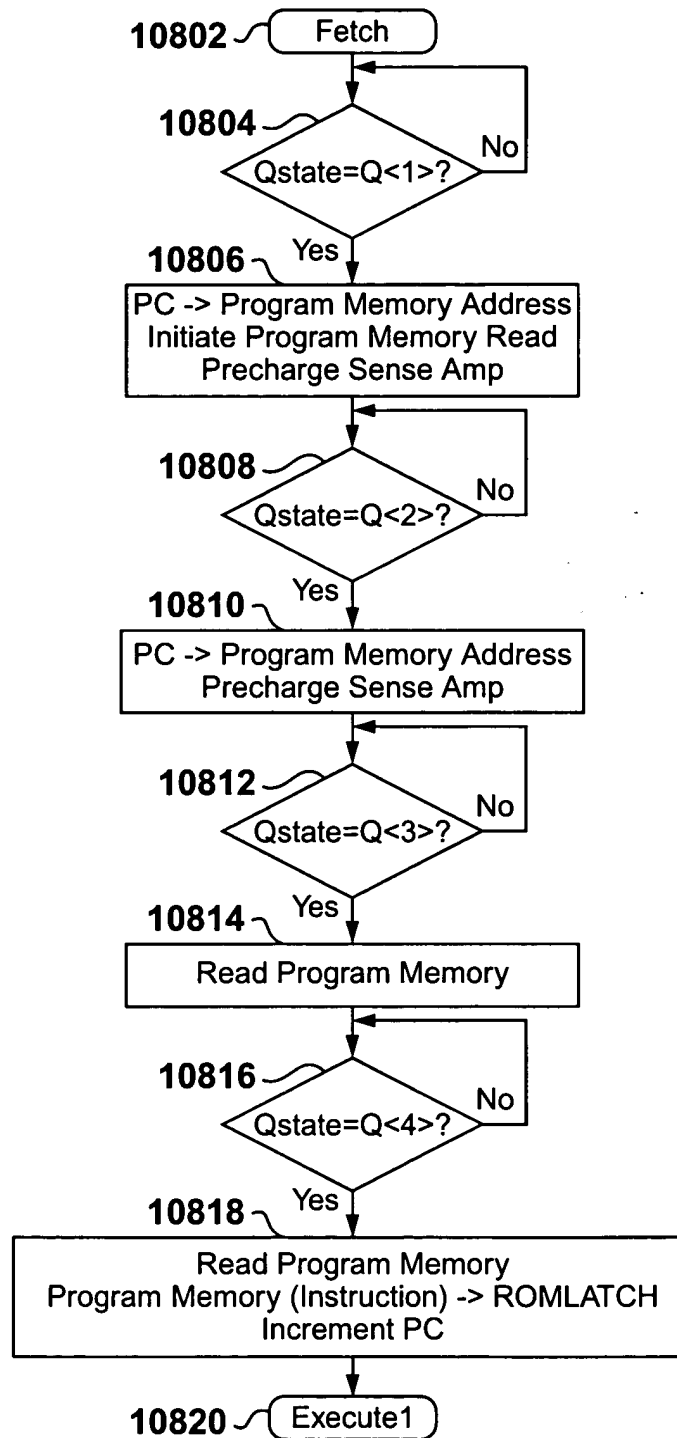 10802 Fetch
10804
Qstate=Q<1>?
No
Yes
10806
PC -> Program Memory Address
Initiate Program Memory Read
Precharge Sense Amp
10808
Qstate=Q<2>?
No
Yes
10810
PC -> Program Memory Address
Precharge Sense Amp
10812
Qstate=Q<3>?
No
Yes
10814
Read Program Memory
10816
Qstate=Q<4>?
No
Yes
10818
Read Program Memory
Program Memory (Instruction) -> ROMLATCH
Increment PC
10820 Execute1